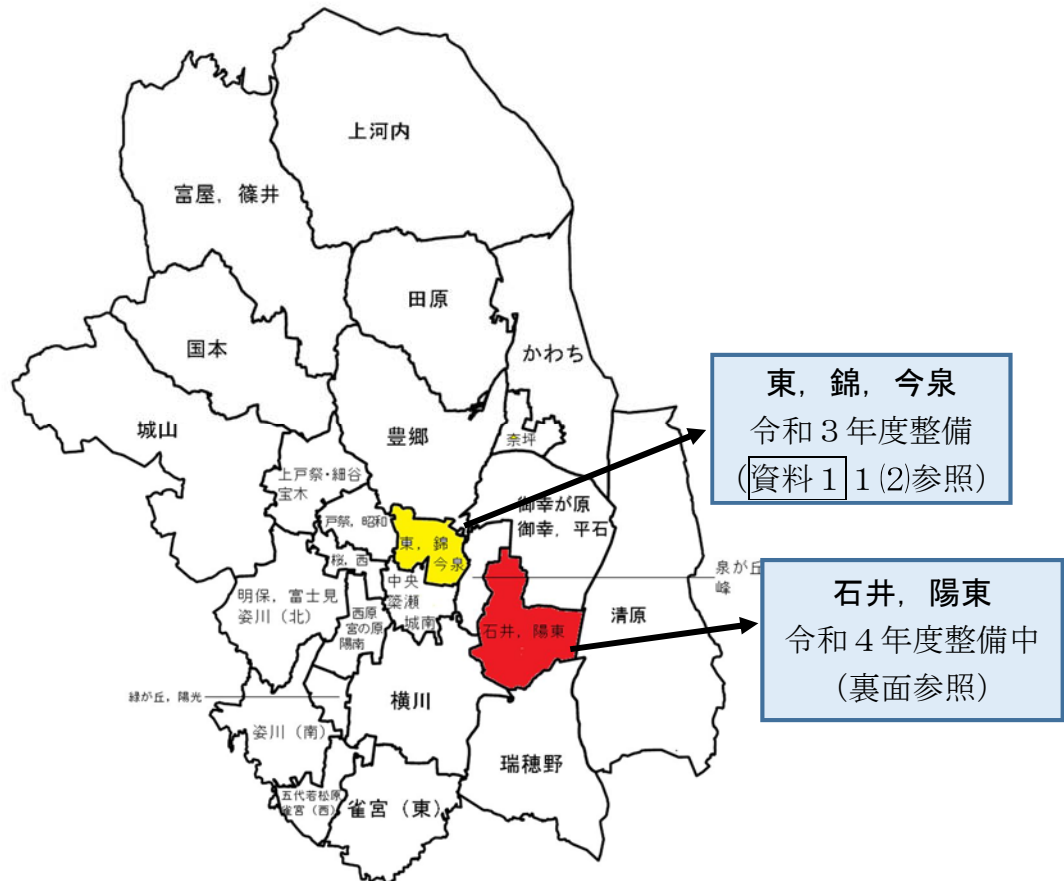 上河内
富屋，篠井
田原
国本
かわち
東，錦，今泉
令和３年度整備
（資料１１⑵参照）
城山
豊郷
奈坪
上戸祭・細谷
宝木
御幸が原
御幸，平石
戸祭，昭和
東，錦
今泉
桜，西
泉が丘
峰
中央
簗瀬
城南
明保，富士見
姿川（北）
西原
宮の原
陽南
石井，陽東
清原
石井，陽東
令和４年度整備中
（裏面参照）
緑が丘，陽光
横川
姿川（南）
瑞穂野
五代若松原
雀宮（西）
雀宮（東）